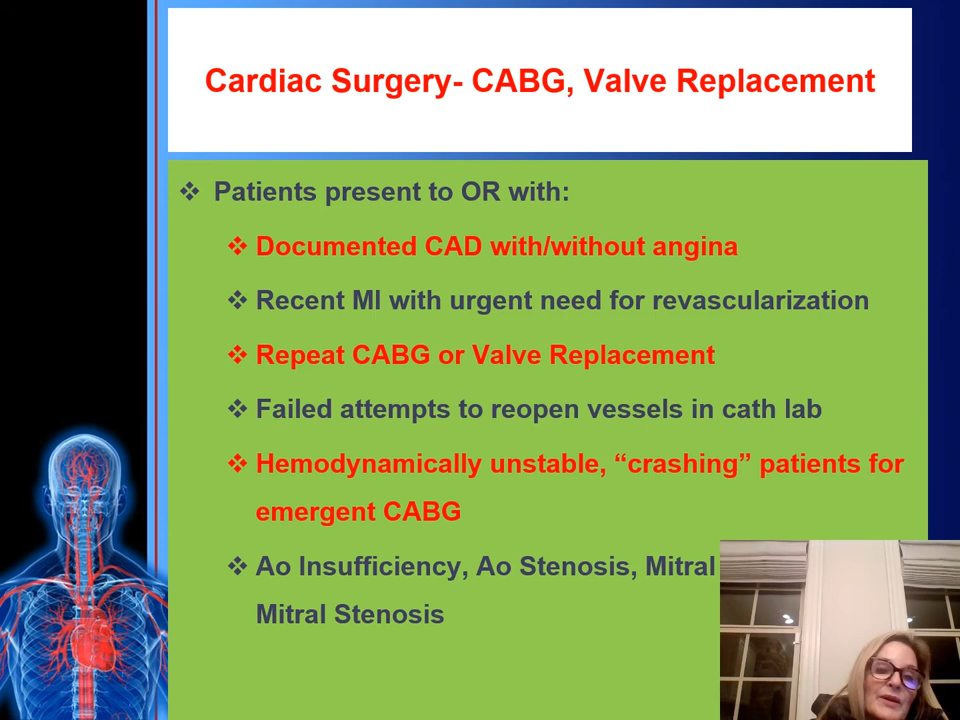 Cardiac Surgery- CABG, Valve Replacement
❖ Patients present to OR with:
❖ Documented CAD with/without angina
❖ Recent MI with urgent need for revascularization
❖ Repeat CABG or Valve Replacement
❖ Failed attempts to reopen vessels in cath lab
❖ Hemodynamically unstable, “crashing” patients for
emergent CABG
❖ Ao Insufficiency, Ao Stenosis, Mitral
Mitral Stenosis